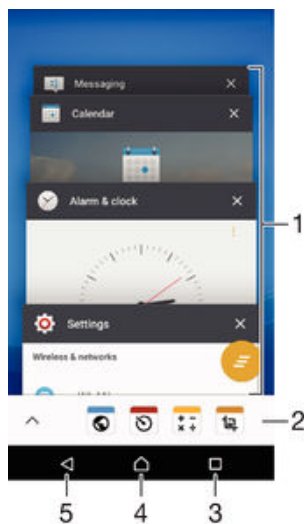 Messaging
Calendar
1
Alarm & clock
Settings
Wireless & networks
2
5 4 3